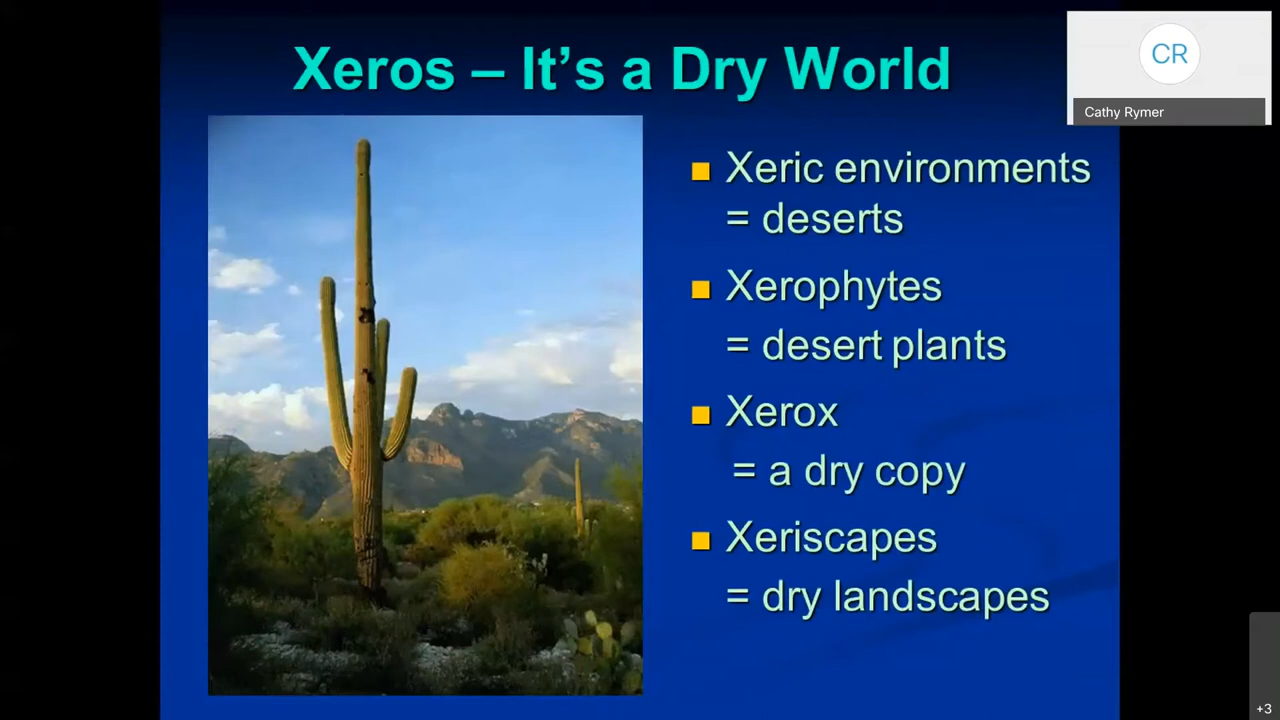 Xeros – It's a Dry World
CR
Cathy Rymer
■ Xeric environments
= deserts
■ Xerophytes
= desert plants
■ Xerox
= a dry copy
■ Xeriscapes
= dry landscapes
+3